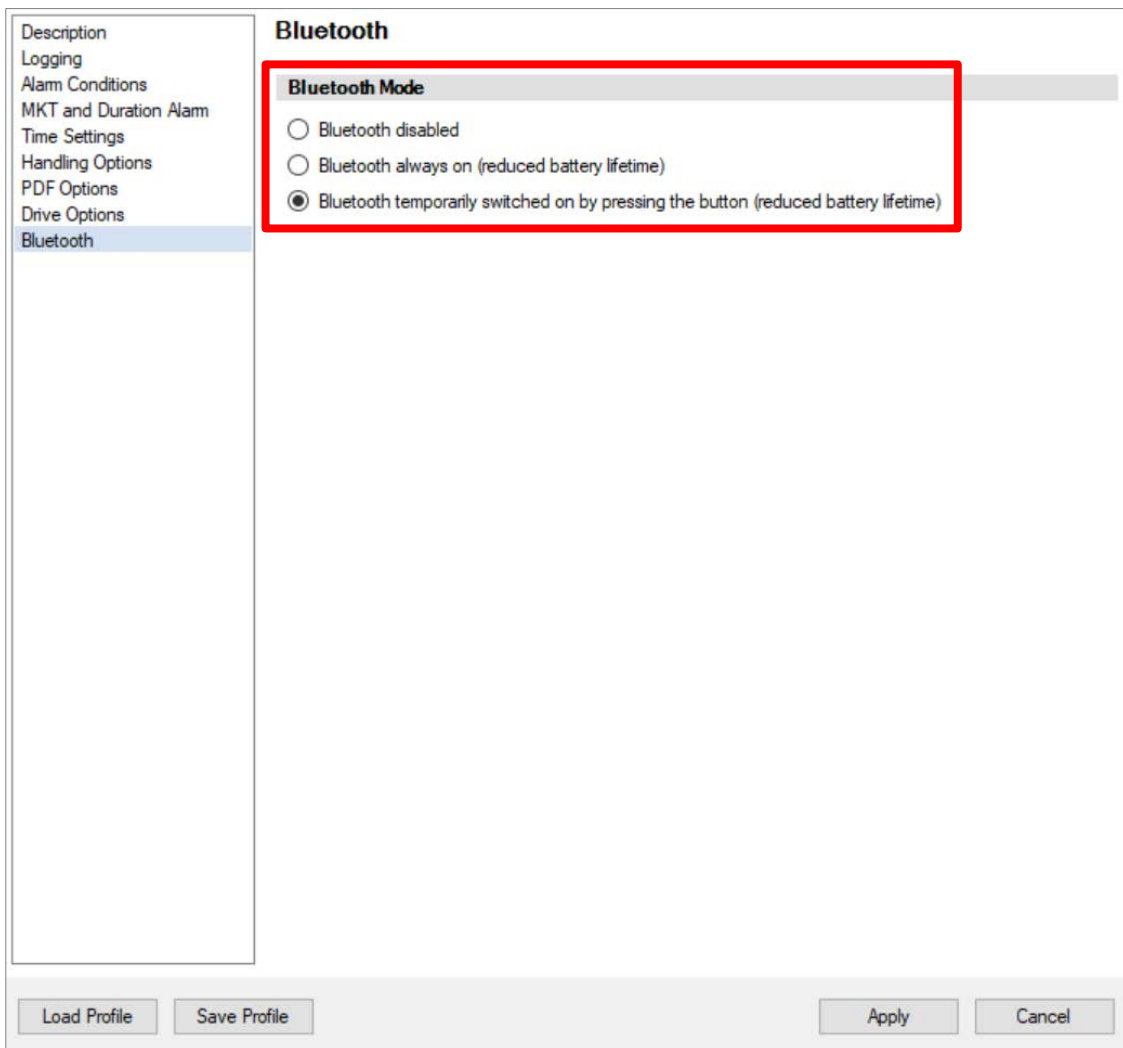 Description
Logging
Alarm Conditions
MKT and Duration Alarm
Time Settings
Handling Options
PDF Options
Drive Options
Bluetooth
Bluetooth
Bluetooth Mode
Bluetooth disabled
Bluetooth always on (reduced battery lifetime)
Bluetooth temporarily switched on by pressing the button (reduced battery lifetime)
Load Profile
Save Profile
Apply
Cancel